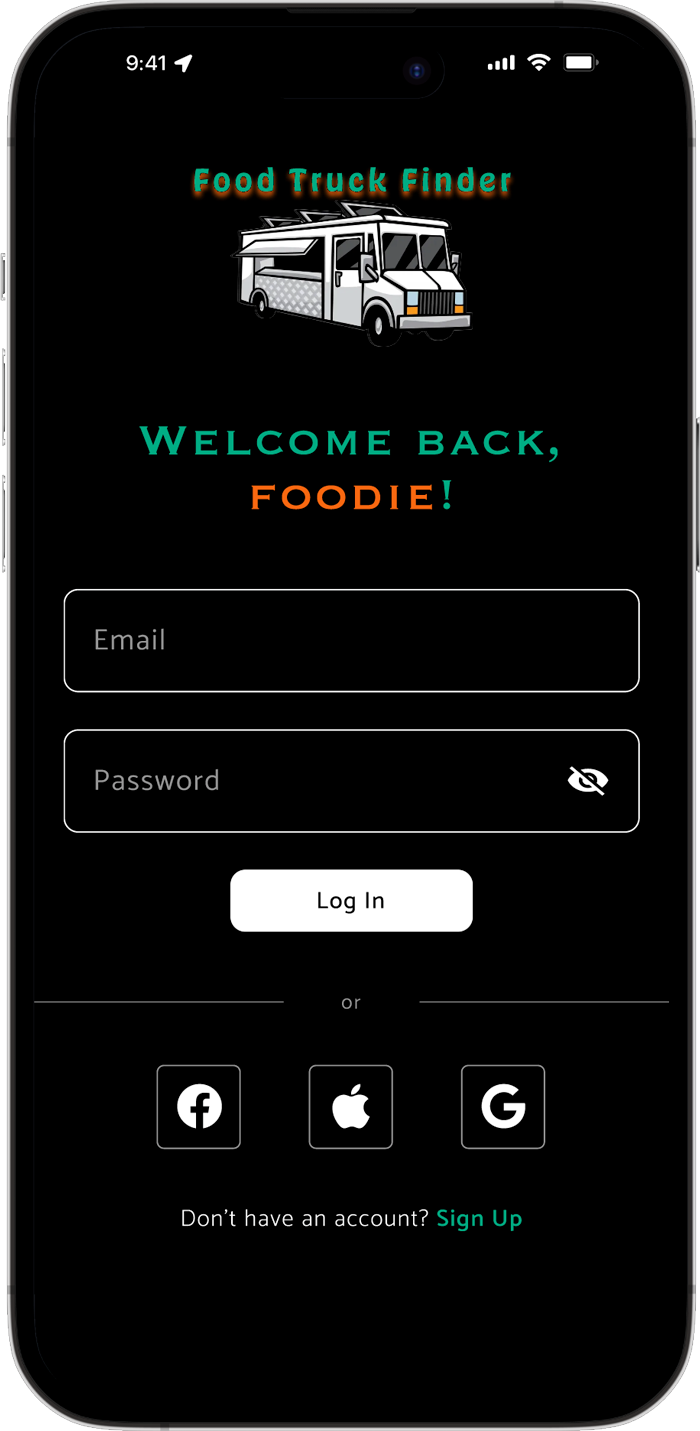 9:41
Food Truck Finder
WELCOME BACK,
FOODIE!
Email
Password
Log In
or
Don’t have an account? Sign Up